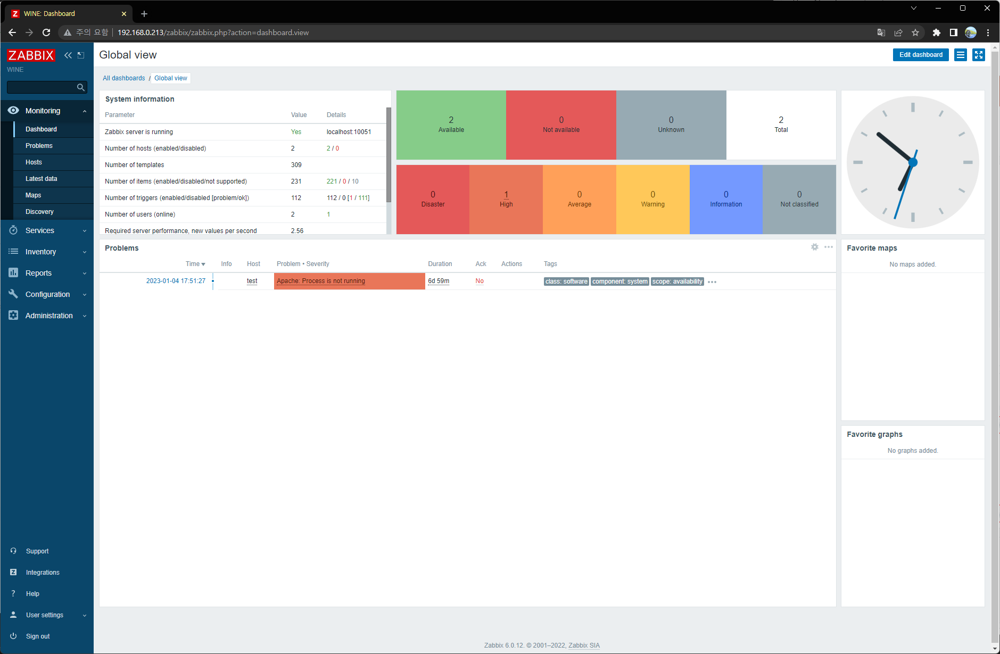 WINE: Dashboard
주의 요함 | 192.168.0.213/zabbix/zabbix.php?action=dashboard.view
ZABBIX
WINE
Monitoring
Dashboard
Problems
Hosts
Latest data
Maps
Discovery
Services
Inventory
Reports
Configuration
Administration
Support
Integrations
Help
User settings
Sign out
Global view
Edit dashboard
All dashboards / Global view
System information
Parameter Value Details
Zabbix server is running Yes localhost:10051
Number of hosts (enabled/disabled) 2 2 / 0
Number of templates 309
Number of items (enabled/disabled/not supported) 231 221 / 0 / 10
Number of triggers (enabled/disabled [problem/ok]) 112 112 / 0 [1 / 111]
Number of users (online) 2 1
Required server performance, new values per second 2.56
2 0 0 2
Available Not available Unknown Total
0 1 0 0 0 0
Disaster High Average Warning Information Not classified
Problems
Time Info Host Problem • Severity Duration Ack Actions Tags
2023-01-04 17:51:27 test Apache: Process is not running 6d 59m No class: software component: system scope: availability
Favorite maps
No maps added.
Favorite graphs
No graphs added.
Zabbix 6.0.12. © 2001–2022, Zabbix SIA